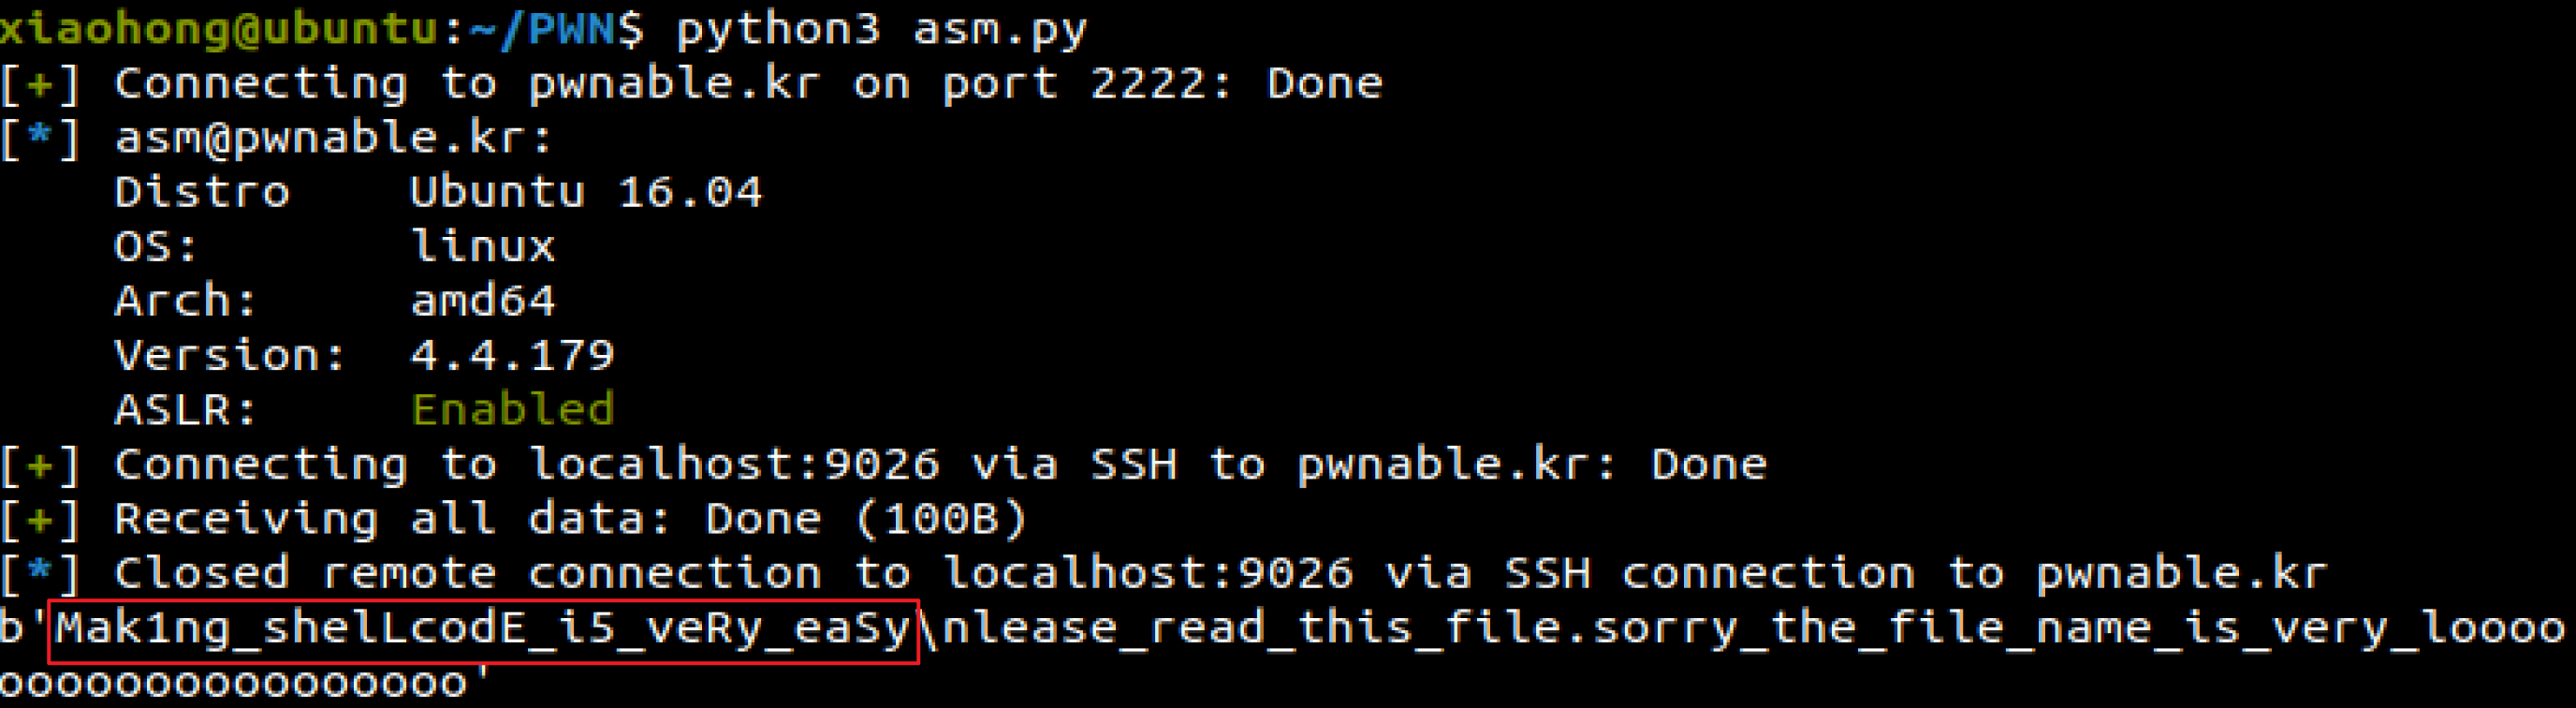 xiaohong@ubuntu:~/PWN$ python3 asm.py
[+] Connecting to pwnable.kr on port 2222: Done
[*] asm@pwnable.kr:
    Distro    Ubuntu 16.04
    OS:       linux
    Arch:     amd64
    Version:  4.4.179
    ASLR:     Enabled
[+] Connecting to localhost:9026 via SSH to pwnable.kr: Done
[+] Receiving all data: Done (100B)
[*] Closed remote connection to localhost:9026 via SSH connection to pwnable.kr
b'Mak1ng_shelLcodE_i5_veRy_eaSy\nlease_read_this_file.sorry_the_file_name_is_very_loooo
oooooooooooooooo'